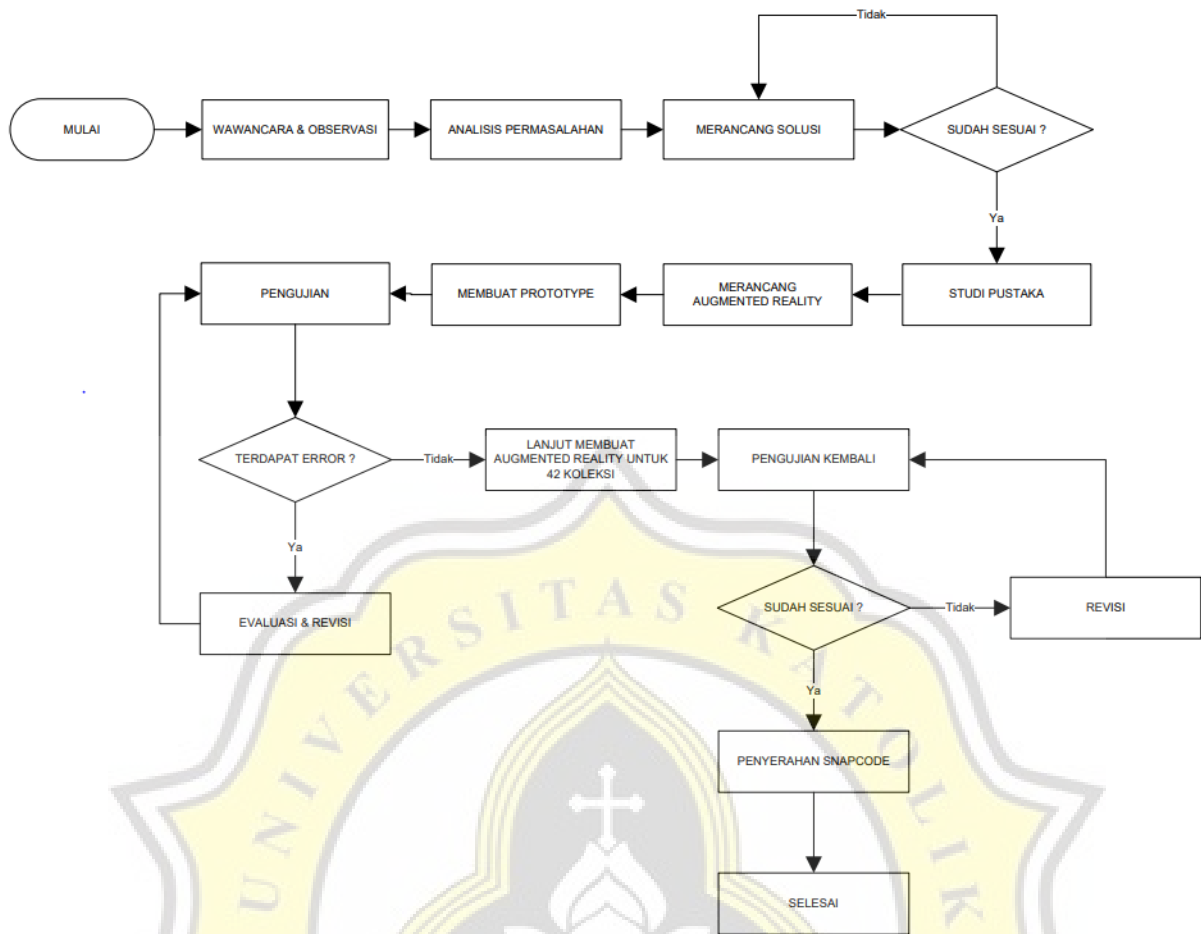 Tidak
MULAI
WAWANCARA & OBSERVASI
ANALISIS PERMASALAHAN
MERANCANG SOLUSI
SUDAH SESUAI ?
Ya
PENGUJIAN
MEMBUAT PROTOTYPE
MERANCANG
AUGMENTED REALITY
STUDI PUSTAKA
TERDAPAT ERROR ?
Tidak
LANJUT MEMBUAT
AUGMENTED REALITY UNTUK
42 KOLEKSI
PENGUJIAN KEMBALI
Ya
EVALUASI & REVISI
SUDAH SESUAI ?
Tidak
REVISI
Ya
PENYERAHAN SNAPCODE
SELESAI
UNIVERSITAS KATOLIK